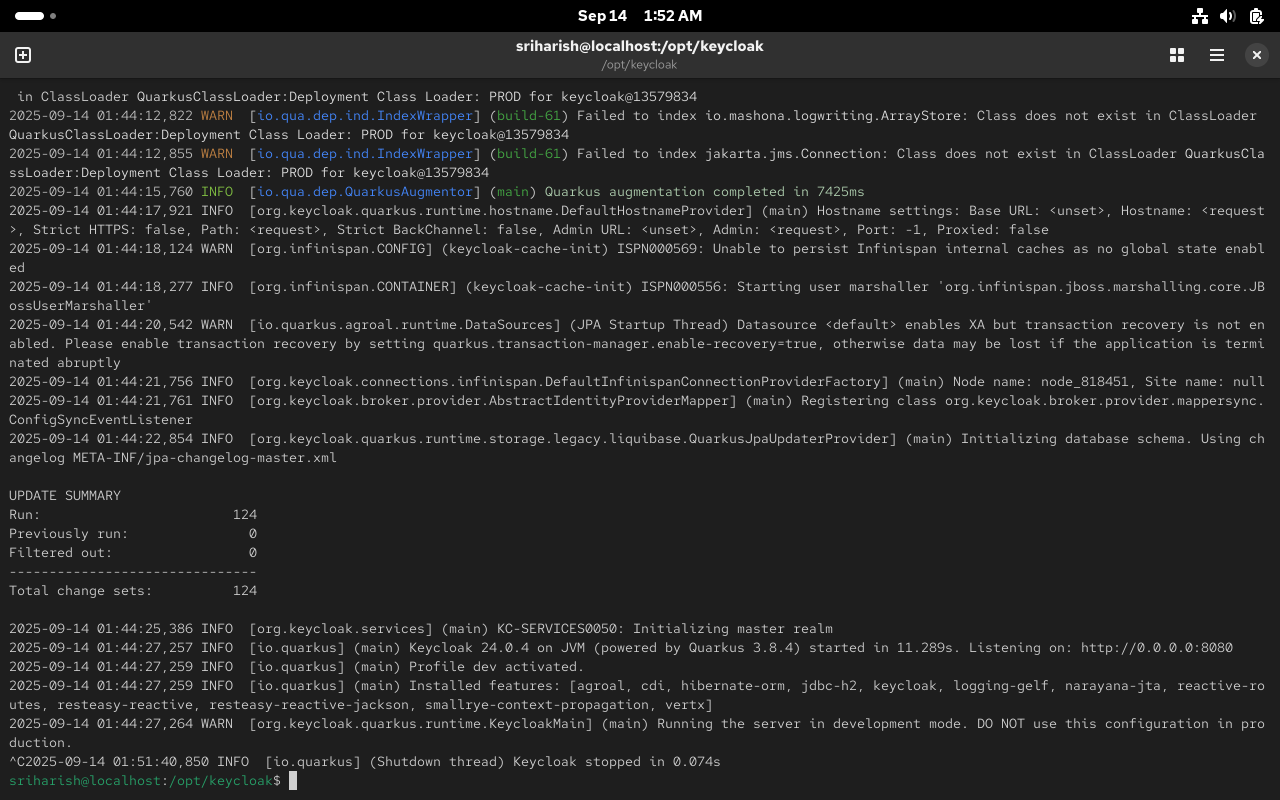 Sep 14 1:52 AM
sriharish@localhost:/opt/keycloak
/opt/keycloak
in ClassLoader QuarkusClassLoader:Deployment Class Loader: PROD for keycloak@13579834
2025-09-14 01:44:12,822 WARN  [io.qua.dep.ind.IndexWrapper] (build-61) Failed to index io.mashona.logwriting.ArrayStore: Class does not exist in ClassLoader
QuarkusClassLoader:Deployment Class Loader: PROD for keycloak@13579834
2025-09-14 01:44:12,855 WARN  [io.qua.dep.ind.IndexWrapper] (build-61) Failed to index jakarta.jms.Connection: Class does not exist in ClassLoader QuarkusCla
ssLoader:Deployment Class Loader: PROD for keycloak@13579834
2025-09-14 01:44:15,760 INFO  [io.qua.dep.QuarkusAugmentor] (main) Quarkus augmentation completed in 7425ms
2025-09-14 01:44:17,921 INFO  [org.keycloak.quarkus.runtime.hostname.DefaultHostnameProvider] (main) Hostname settings: Base URL: <unset>, Hostname: <request
>, Strict HTTPS: false, Path: <request>, Strict BackChannel: false, Admin URL: <unset>, Admin: <request>, Port: -1, Proxied: false
2025-09-14 01:44:18,124 WARN  [org.infinispan.CONFIG] (keycloak-cache-init) ISPN000569: Unable to persist Infinispan internal caches as no global state enabl
ed
2025-09-14 01:44:18,277 INFO  [org.infinispan.CONTAINER] (keycloak-cache-init) ISPN000556: Starting user marshaller 'org.infinispan.jboss.marshalling.core.JB
ossUserMarshaller'
2025-09-14 01:44:20,542 WARN  [io.quarkus.agroal.runtime.DataSources] (JPA Startup Thread) Datasource <default> enables XA but transaction recovery is not en
abled. Please enable transaction recovery by setting quarkus.transaction-manager.enable-recovery=true, otherwise data may be lost if the application is termi
nated abruptly
2025-09-14 01:44:21,756 INFO  [org.keycloak.connections.infinispan.DefaultInfinispanConnectionProviderFactory] (main) Node name: node_818451, Site name: null
2025-09-14 01:44:21,761 INFO  [org.keycloak.broker.provider.AbstractIdentityProviderMapper] (main) Registering class org.keycloak.broker.provider.mappersync.
ConfigSyncEventListener
2025-09-14 01:44:22,854 INFO  [org.keycloak.quarkus.runtime.storage.legacy.liquibase.QuarkusJpaUpdaterProvider] (main) Initializing database schema. Using ch
angelog META-INF/jpa-changelog-master.xml
UPDATE SUMMARY
Run:                        124
Previously run:               0
Filtered out:                 0
-------------------------------
Total change sets:          124
2025-09-14 01:44:25,386 INFO  [org.keycloak.services] (main) KC-SERVICES0050: Initializing master realm
2025-09-14 01:44:27,257 INFO  [io.quarkus] (main) Keycloak 24.0.4 on JVM (powered by Quarkus 3.8.4) started in 11.289s. Listening on: http://0.0.0.0:8080
2025-09-14 01:44:27,259 INFO  [io.quarkus] (main) Profile dev activated.
2025-09-14 01:44:27,259 INFO  [io.quarkus] (main) Installed features: [agroal, cdi, hibernate-orm, jdbc-h2, keycloak, logging-gelf, narayana-jta, reactive-ro
utes, resteasy-reactive, resteasy-reactive-jackson, smallrye-context-propagation, vertx]
2025-09-14 01:44:27,264 WARN  [org.keycloak.quarkus.runtime.KeycloakMain] (main) Running the server in development mode. DO NOT use this configuration in pro
duction.
^C2025-09-14 01:51:40,850 INFO  [io.quarkus] (Shutdown thread) Keycloak stopped in 0.074s
sriharish@localhost:/opt/keycloak$